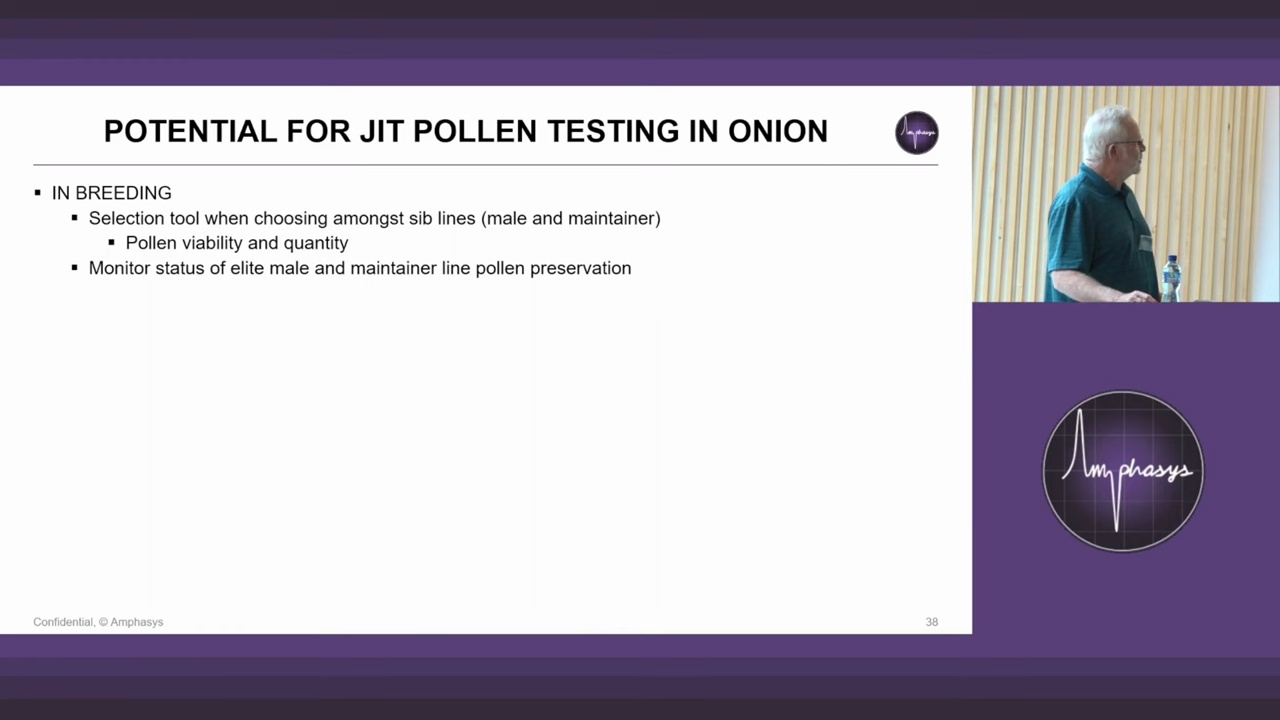 POTENTIAL FOR JIT POLLEN TESTING IN ONION
Amphasys
IN BREEDING
Selection tool when choosing amongst sib lines (male and maintainer)
Pollen viability and quantity
Monitor status of elite male and maintainer line pollen preservation
Amphasys
Confidential, © Amphasys
38